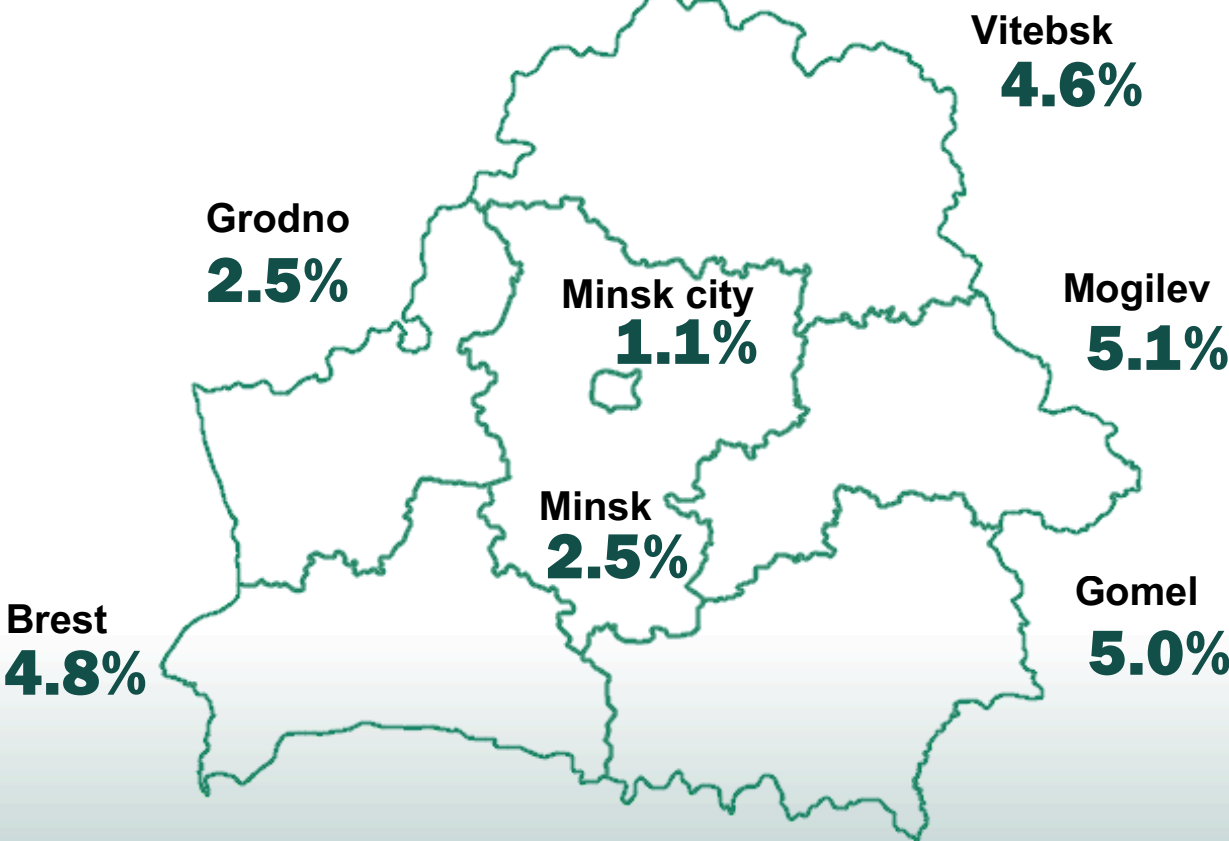 Vitebsk
4.6%
Grodno
2.5%
Minsk city
1.1%
Mogilev
5.1%
Minsk
2.5%
Brest
4.8%
Gomel
5.0%